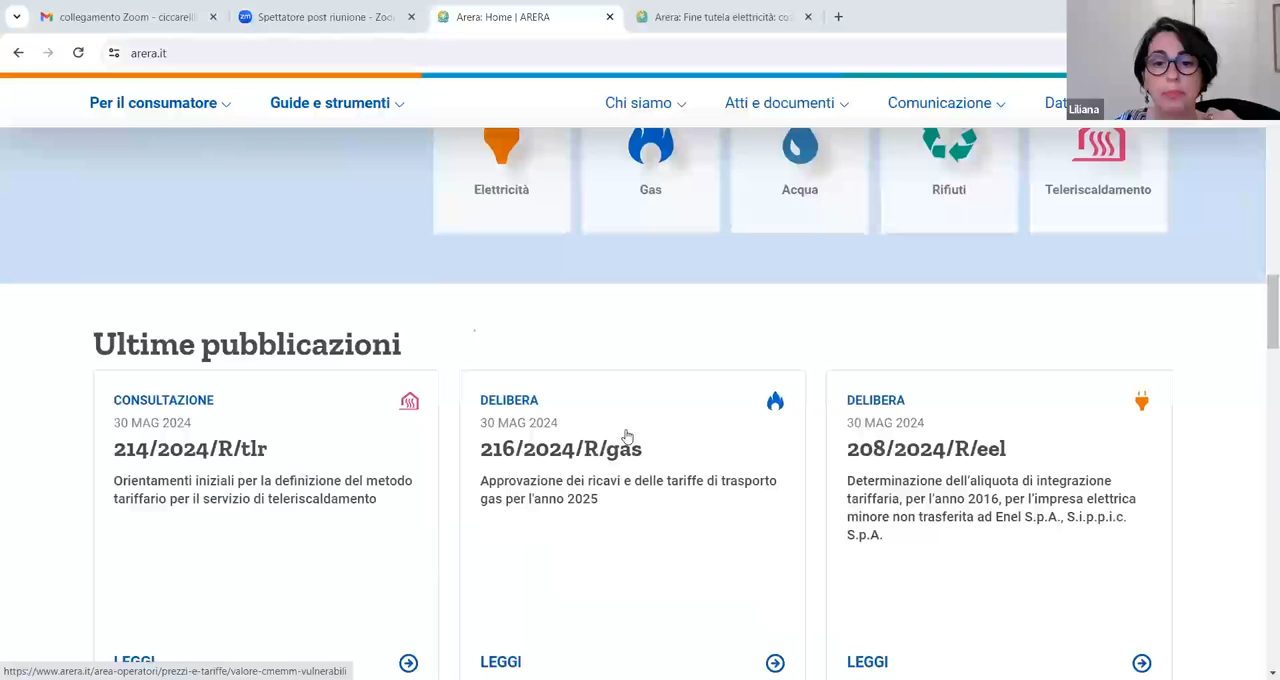 collegamento Zoom - ciccarelli
Spettatore post riunione - Zoo
Arera: Home | ARERA
Arera: Fine tutela elettricità: co
arera.it
Per il consumatore
Guide e strumenti
Chi siamo
Atti e documenti
Comunicazione
Dat
Liliana
Elettricità
Gas
Acqua
Rifiuti
Teleriscaldamento
Ultime pubblicazioni
CONSULTAZIONE
30 MAG 2024
214/2024/R/tlr
Orientamenti iniziali per la definizione del metodo
tariffario per il servizio di teleriscaldamento
LEGGI
DELIBERA
30 MAG 2024
216/2024/R/gas
Approvazione dei ricavi e delle tariffe di trasporto
gas per l'anno 2025
LEGGI
DELIBERA
30 MAG 2024
208/2024/R/eel
Determinazione dell'aliquota di integrazione
tariffaria, per l'anno 2016, per l'impresa elettrica
minore non trasferita ad Enel S.p.A., S.i.p.p.i.c.
S.p.A.
LEGGI
https://www.arera.it/area-operatori/prezzi-e-tariffe/valore-cmemm-vulnerabili